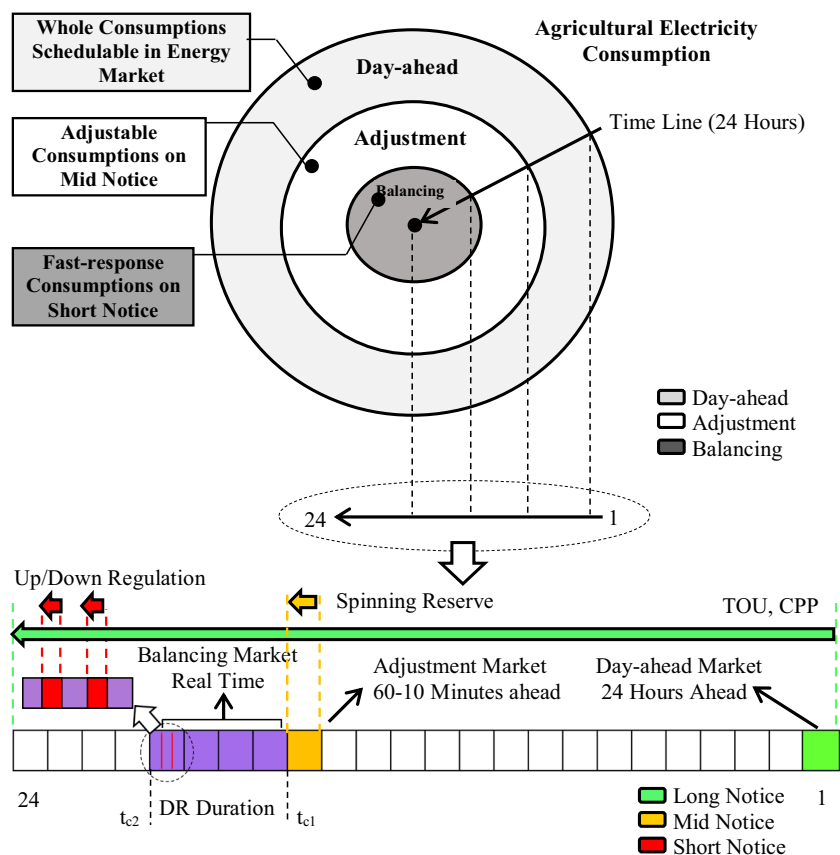 Whole Consumptions
Schedulable in Energy
Market
Agricultural Electricity
Consumption
Day-ahead
Time Line (24 Hours)
Adjustable
Consumptions on
Mid Notice
Adjustment
Balancing
Fast-response
Consumptions on
Short Notice
Day-ahead
Adjustment
Balancing
24
1
Up/Down Regulation
Spinning Reserve
TOU, CPP
Balancing Market
Real Time
Adjustment Market
60-10 Minutes ahead
Day-ahead Market
24 Hours Ahead
24
1
tc2
DR Duration
tc1
Long Notice
Mid Notice
Short Notice